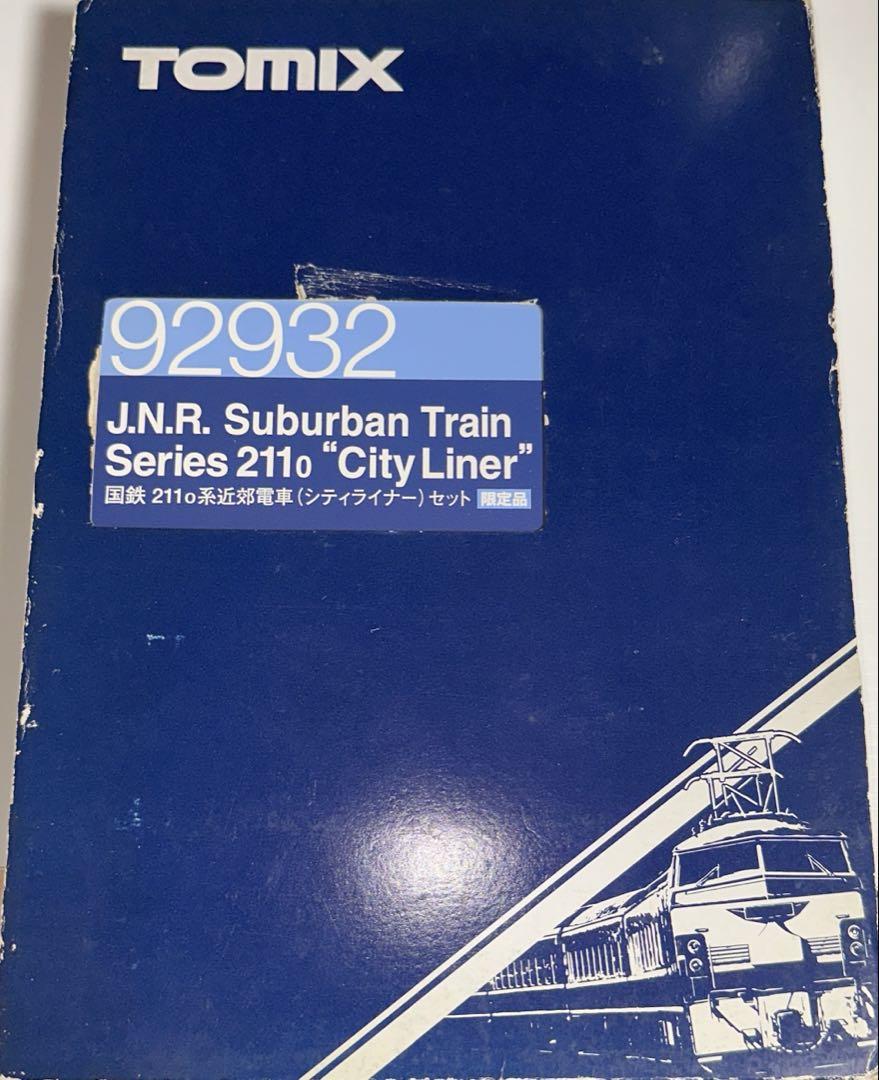 TOMIX
92932
J.N.R. Suburban Train
Series 211o “City Liner”
国鉄 211o系近郊電車(シティライナー)セット 限定品